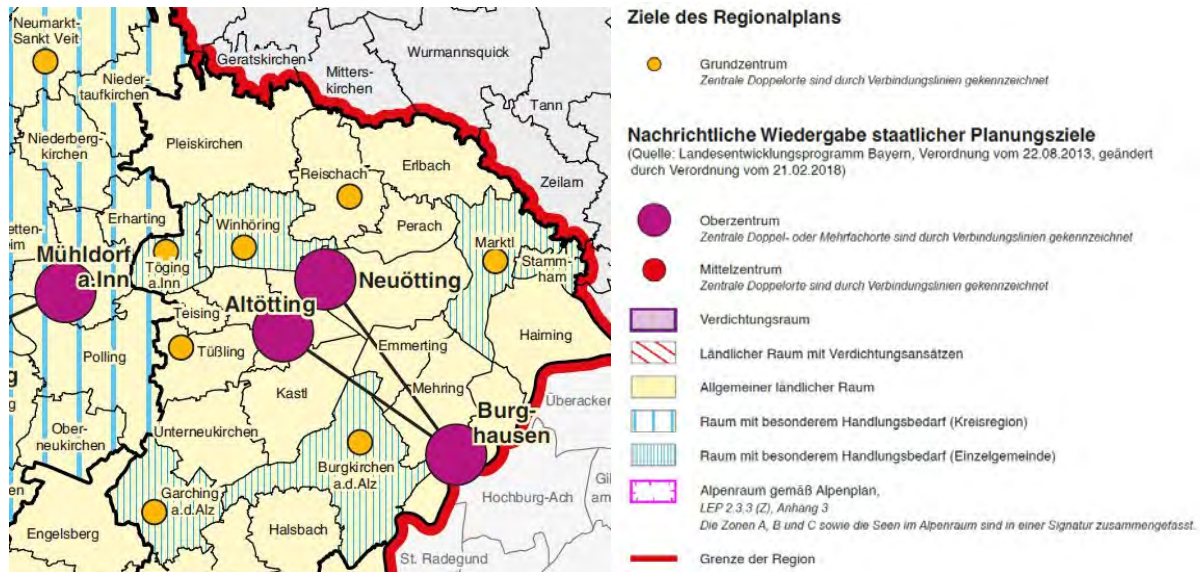 Neumarkt-
Sankt Veit
Geratskirchen
Wurmannsquick
Mitters-
kirchen
Nieder-
taufkirchen
Tann
Niederberg-
kirchen
Pleiskirchen
Erlbach
Zeilarn
Reischach
Erharting
Winhöring
Perach
Marktl
Stamm-
ham
Mühldorf
a.Inn
Töging
a.Inn
Neuötting
Altötting
Teising
Haiming
Emmerting
Polling
Tüßling
Mehring
Kastl
Überacken
Burg-
hausen
Ober-
neukirchen
Unterneukirchen
Burgkirchen
a.d.Alz
Garching
a.d.Alz
Hochburg-Ach
Engelsberg
Halsbach
St. Radegund
Ziele des Regionalplans
Grundzentrum
Zentrale Doppelorte sind durch Verbindungslinien gekennzeichnet
Nachrichtliche Wiedergabe staatlicher Planungsziele
(Quelle: Landesentwicklungsprogramm Bayern, Verordnung vom 22.08.2013, geändert
durch Verordnung vom 21.02.2018)
Oberzentrum
Zentrale Doppel- oder Mehrfachorte sind durch Verbindungslinien gekennzeichnet
Mittelzentrum
Zentrale Doppelorte sind durch Verbindungslinien gekennzeichnet
Verdichtungsraum
Ländlicher Raum mit Verdichtungsansätzen
Allgemeiner ländlicher Raum
Raum mit besonderem Handlungsbedarf (Kreisregion)
Raum mit besonderem Handlungsbedarf (Einzelgemeinde)
Alpenraum gemäß Alpenplan,
LEP 2.3.3 (Z), Anhang 3
Die Zonen A, B und C sowie die Seen im Alpenraum sind in einer Signatur zusammengefasst.
Grenze der Region